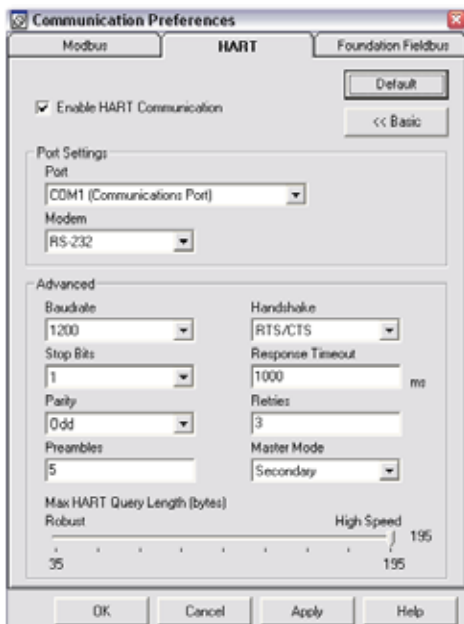 Communication Preferences
Modbus
HART
Foundation Fieldbus
Default
Enable HART Communication
<< Basic
Port Settings
Port
COM1 (Communications Port)
Modem
RS-232
Advanced
Baudrate
Handshake
1200
RTS/CTS
Stop Bits
Response Timeout
1
1000
ms
Parity
Retries
Odd
3
Preambles
Master Mode
5
Secondary
Max HART Query Length (bytes)
Robust
High Speed
195
35
195
OK
Cancel
Apply
Help